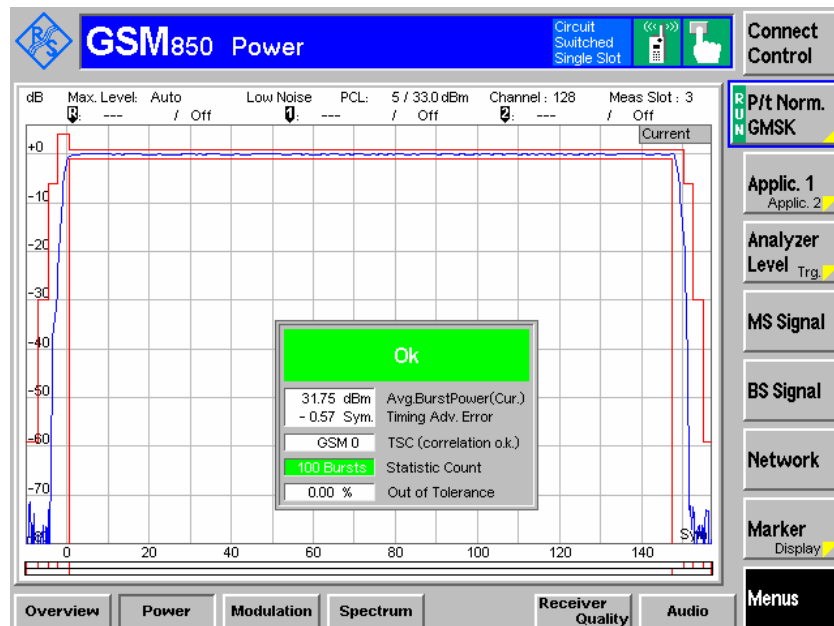 R&S
GSM850 Power
Circuit
Switched
Single Slot
Connect
Control
dB Max. Level: Auto Low Noise PCL: 5 / 33.0 dBm Channel : 128 Meas Slot : 3
R: --- / Off 1: --- / Off 2: --- / Off
Current
RUN
P/t Norm.
GMSK
Applic. 1
Applic. 2
Analyzer
Level Trg.
MS Signal
BS Signal
Network
Marker
Display
Menus
+0
-10
-20
-30
-40
-50
-60
-70
Ok
31.75 dBm Avg.BurstPower(Cur.)
- 0.57 Sym. Timing Adv. Error
GSM 0 TSC (correlation o.k.)
100 Bursts Statistic Count
0.00 % Out of Tolerance
0 20 40 60 80 100 120 140
Overview Power Modulation Spectrum Receiver Quality Audio